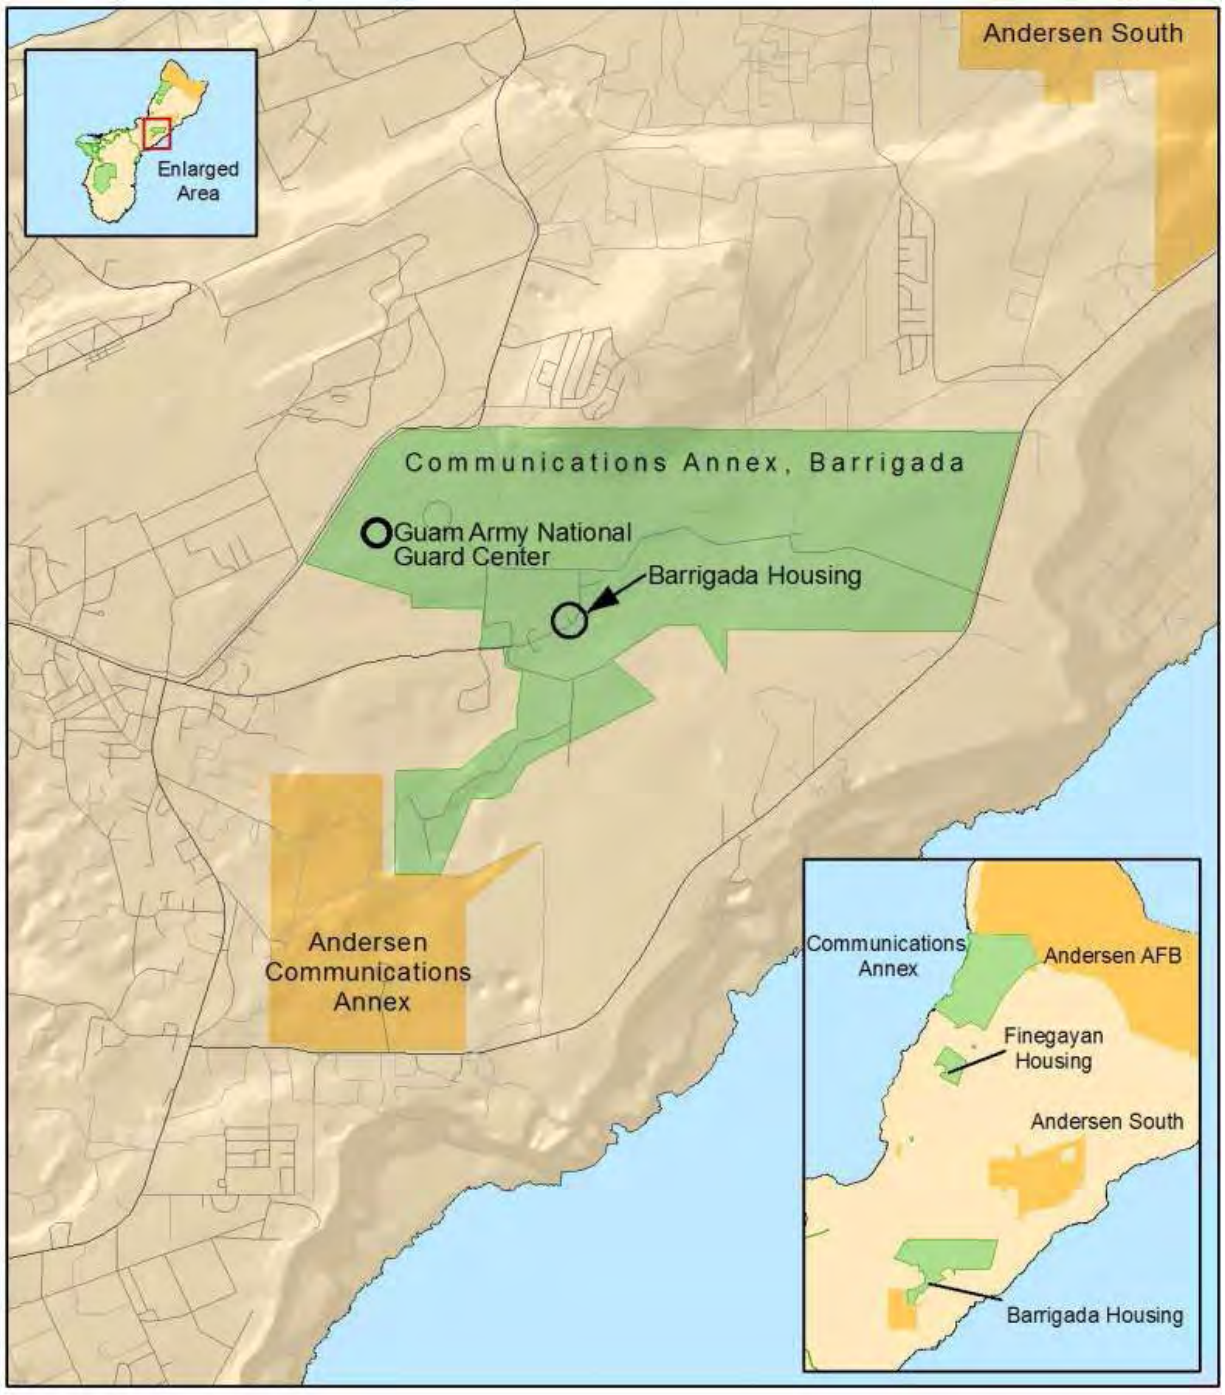 Andersen South
Enlarged
Area
Communications Annex, Barrigada
Guam Army National
Guard Center
Barrigada Housing
Andersen
Communications
Annex
Communications
Annex
Andersen AFB
Finegayan
Housing
Andersen South
Barrigada Housing